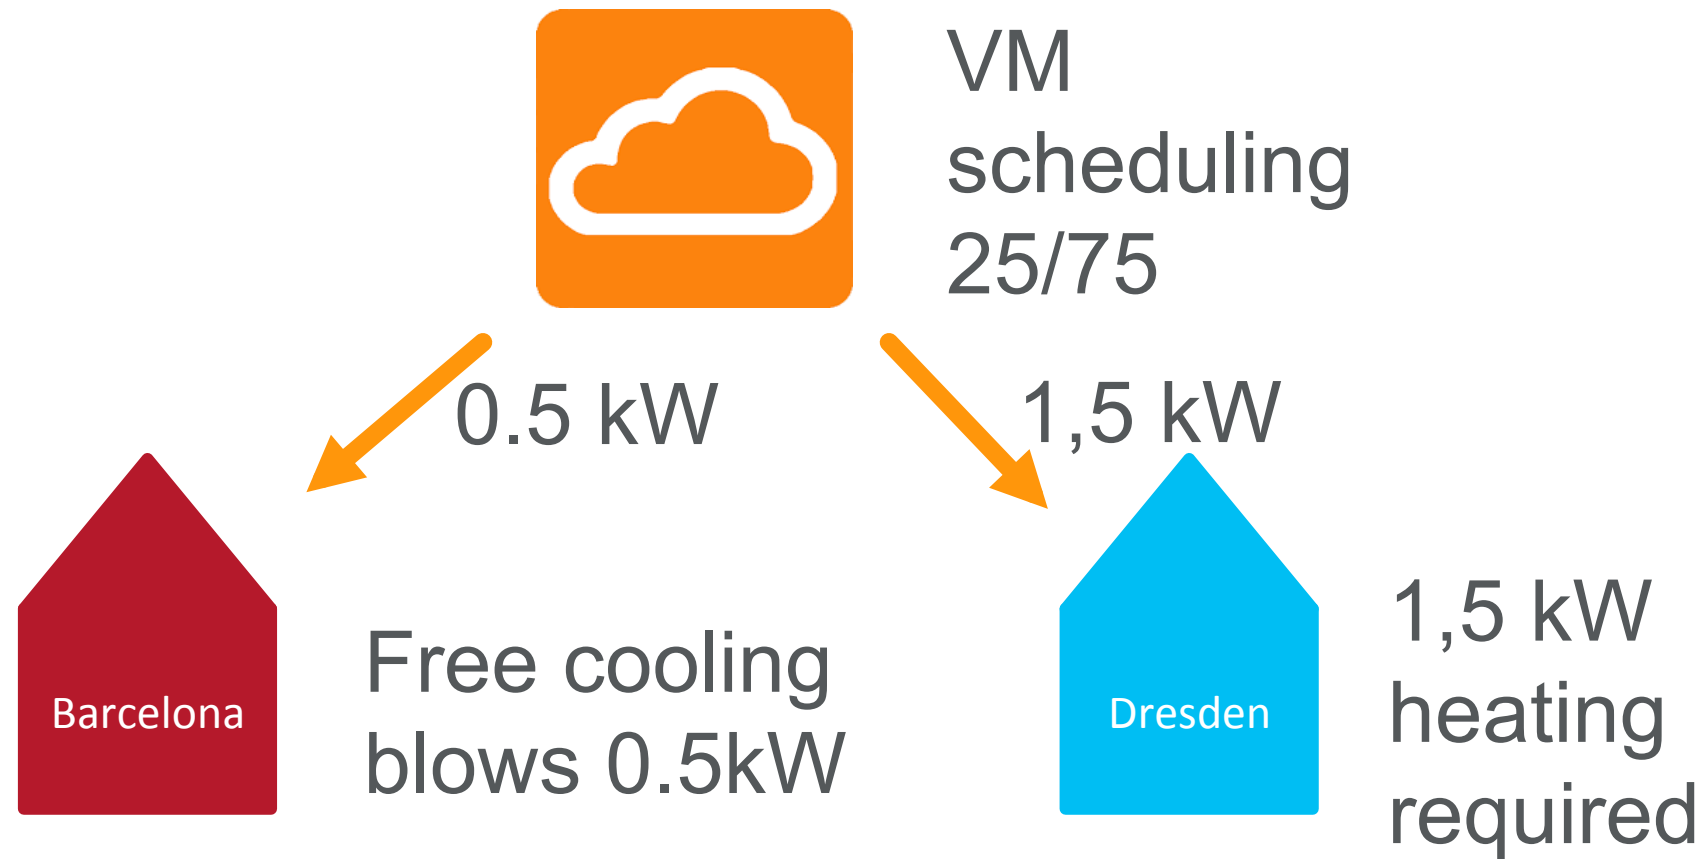 VM
scheduling
25/75
0.5 kW
1,5 kW
Barcelona
Free cooling
blows 0.5kW
Dresden
1,5 kW
heating
required